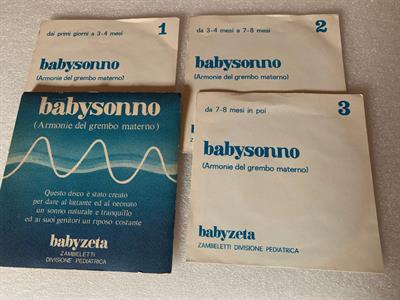 dai primi giorni a 3-4 mesi
1
babysonno
(Armonie del grembo materno)
da 3-4 mesi a 7-8 mesi
2
babysonno
(Armonie del grembo materno)
babysonno
(Armonie del grembo materno)
Questo disco è stato creato
per dare al lattante ed al neonato
un sonno naturale e tranquillo
ed ai suoi genitori un riposo costante
babyzeta
ZAMBELETTI
DIVISIONE PEDIATRICA
da 7-8 mesi in poi
3
babysonno
(Armonie del grembo materno)
babyzeta
ZAMBELETTI DIVISIONE PEDIATRICA